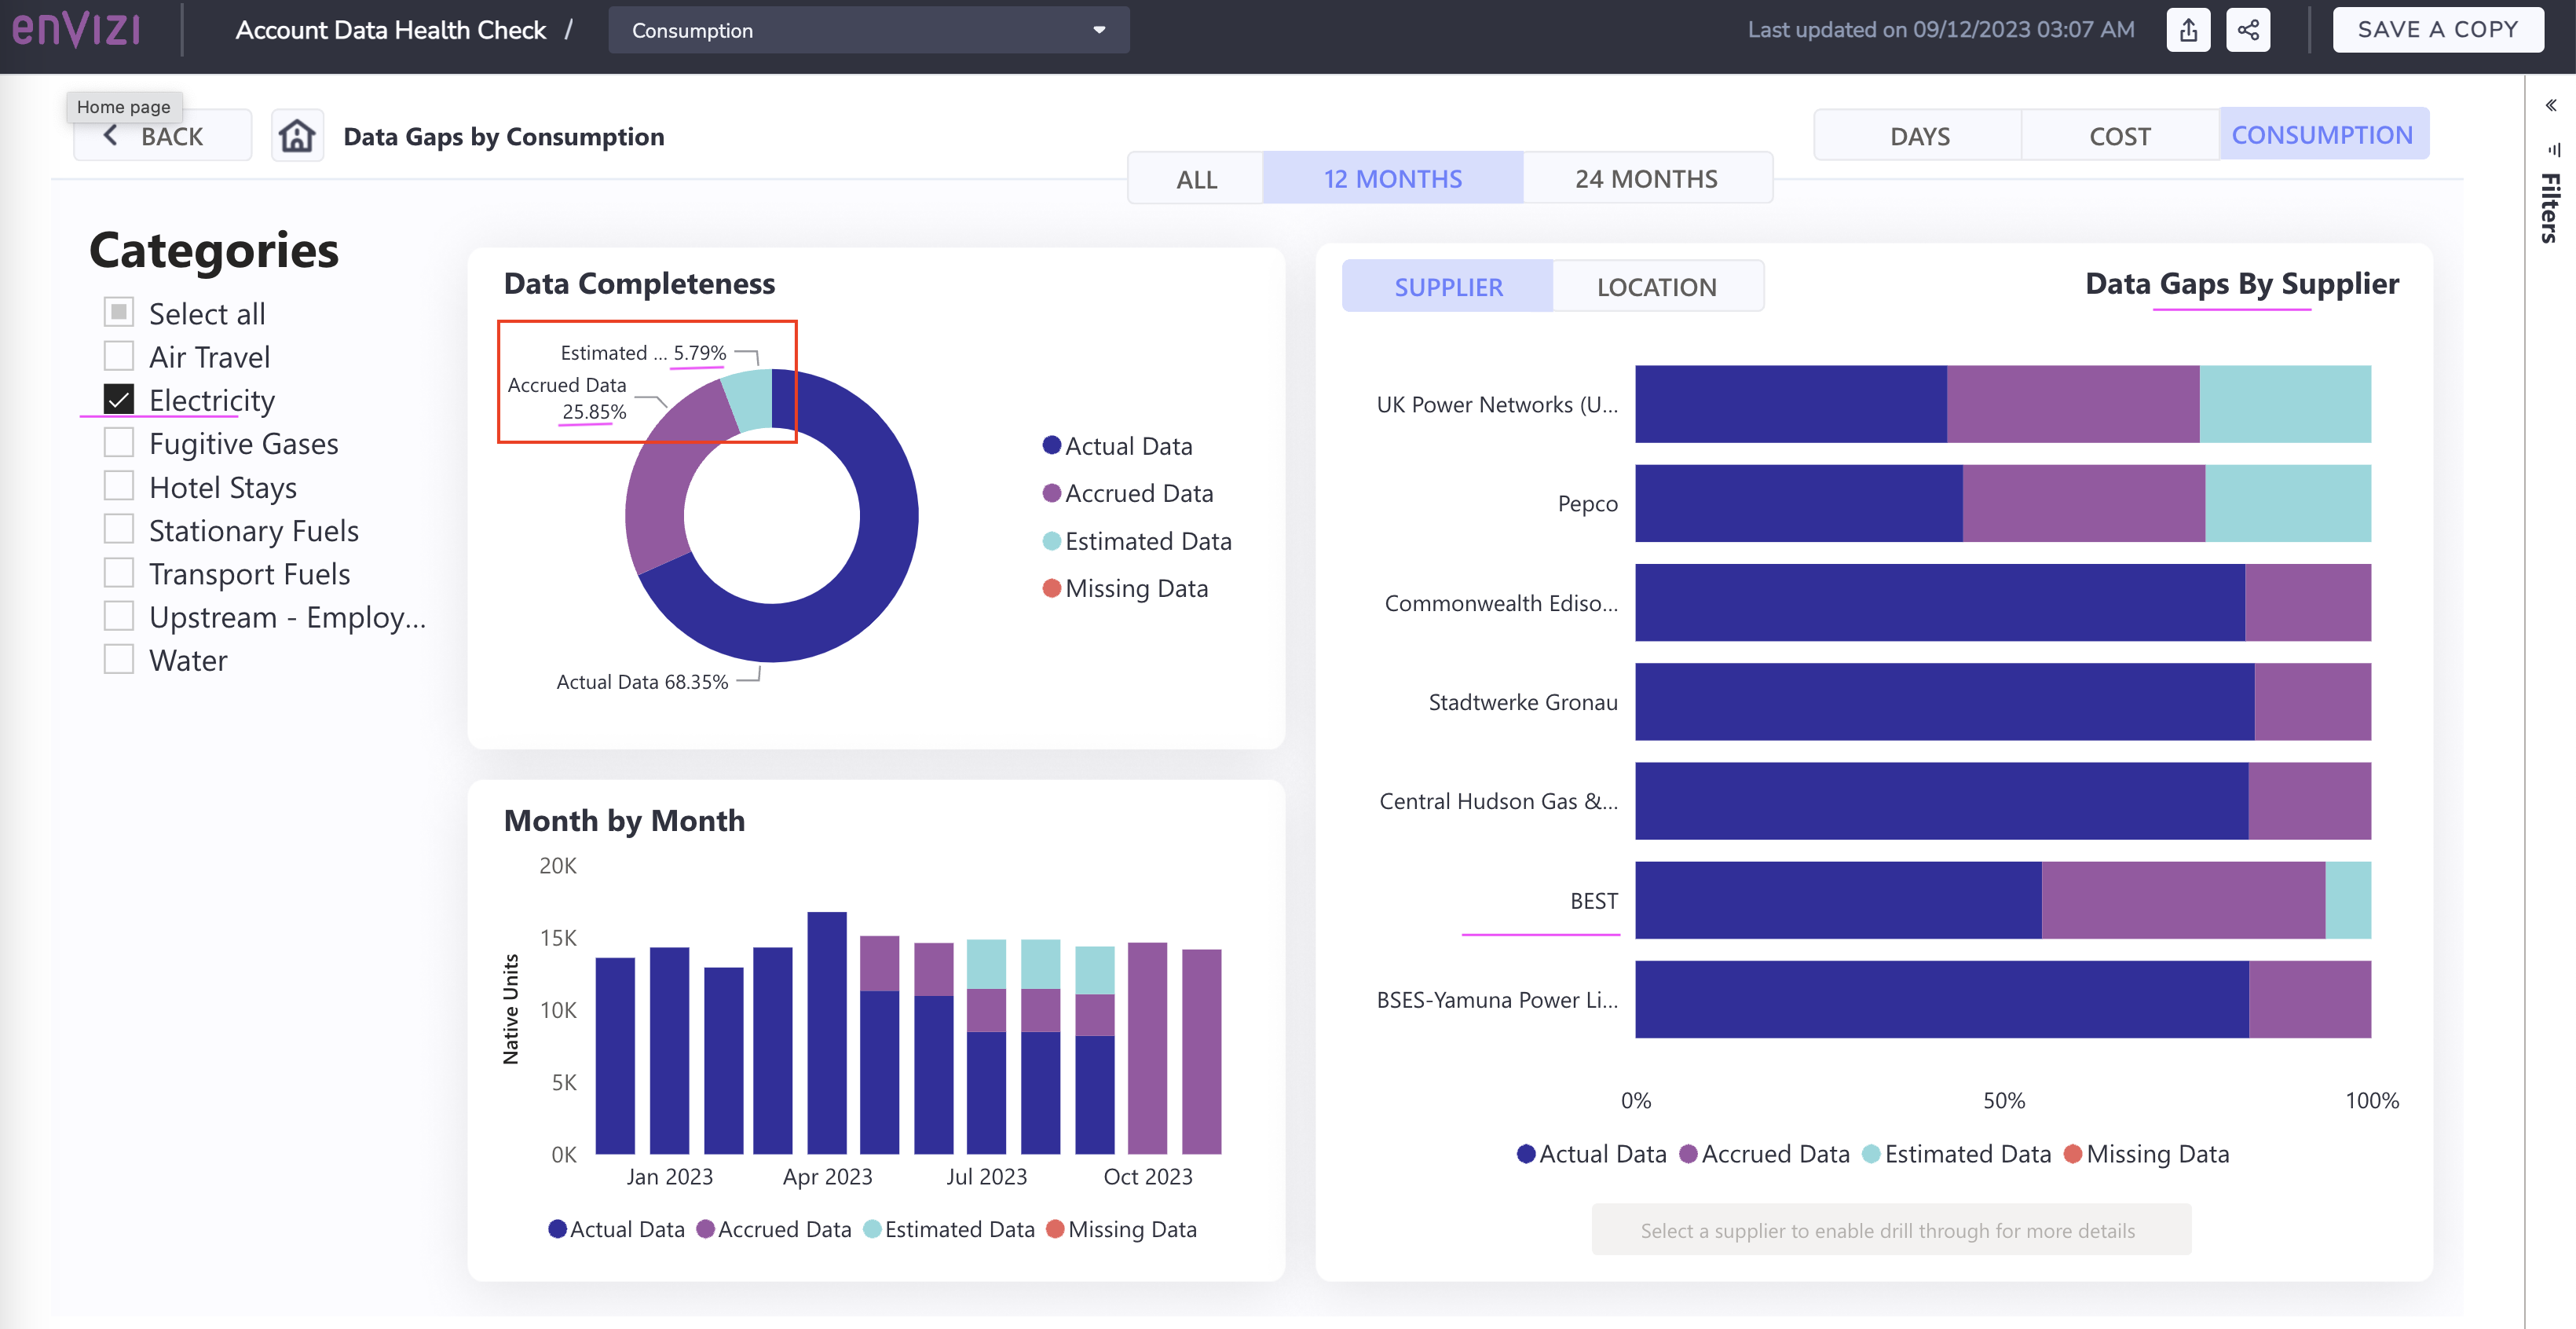 enVizi
Account Data Health Check /
Consumption
Last updated on 09/12/2023 03:07 AM
SAVE A COPY
Home page
BACK
Data Gaps by Consumption
ALL
12 MONTHS
24 MONTHS
DAYS
COST
CONSUMPTION
Filters
Categories
Select all
Air Travel
Electricity
Fugitive Gases
Hotel Stays
Stationary Fuels
Transport Fuels
Upstream - Employ...
Water
Data Completeness
Estimated ... 5.79%
Accrued Data
25.85%
Actual Data 68.35%
Actual Data
Accrued Data
Estimated Data
Missing Data
Month by Month
Native Units
20K
15K
10K
5K
0K
Jan 2023
Apr 2023
Jul 2023
Oct 2023
Actual Data
Accrued Data
Estimated Data
Missing Data
SUPPLIER
LOCATION
Data Gaps By Supplier
UK Power Networks (U...
Pepco
Commonwealth Ediso...
Stadtwerke Gronau
Central Hudson Gas &...
BEST
BSES-Yamuna Power Li...
0%
50%
100%
Actual Data
Accrued Data
Estimated Data
Missing Data
Select a supplier to enable drill through for more details